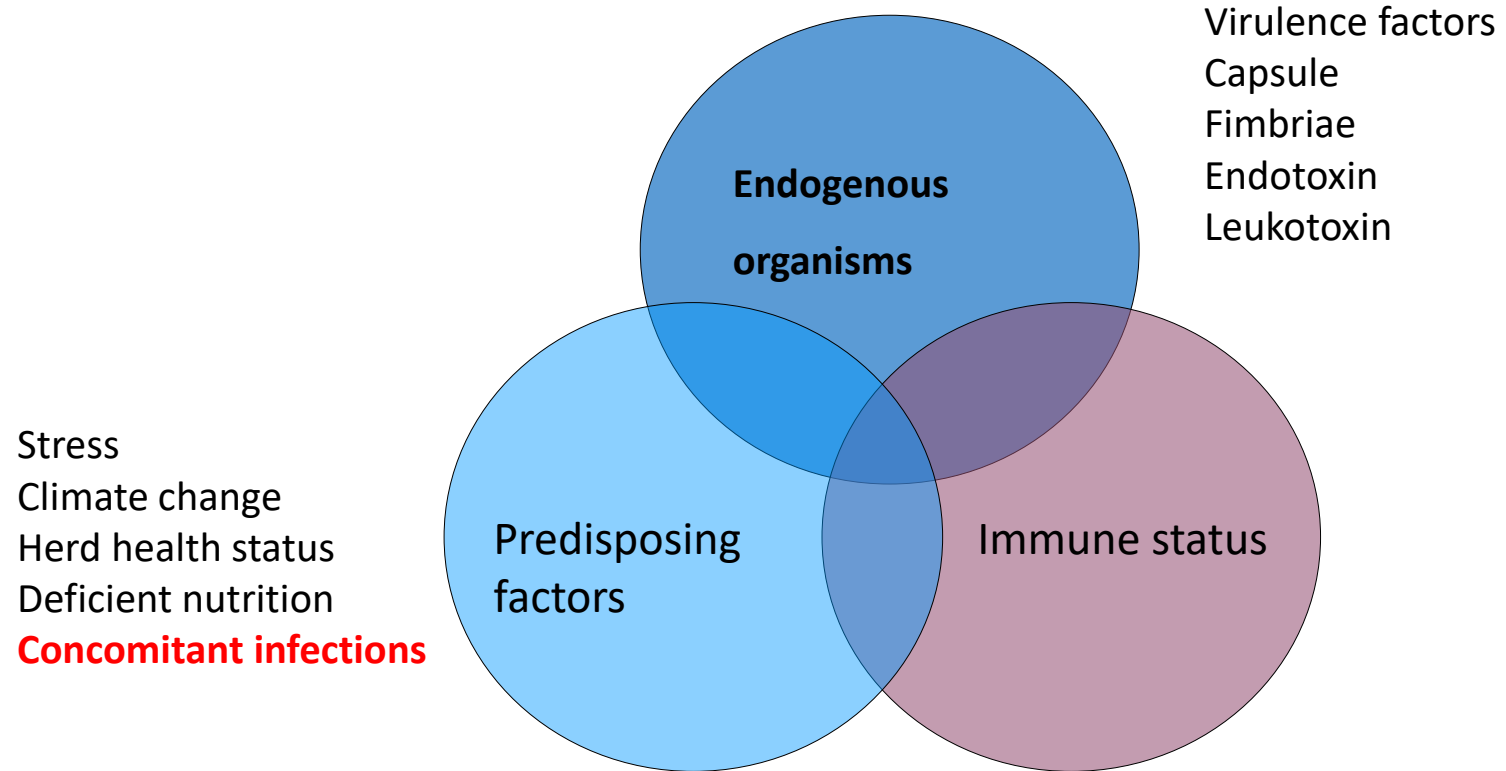 Virulence factors
Capsule
Fimbriae
Endotoxin
Leukotoxin
Endogenous
organisms
Stress
Climate change
Herd health status
Deficient nutrition
Concomitant infections
Predisposing
factors
Immune status